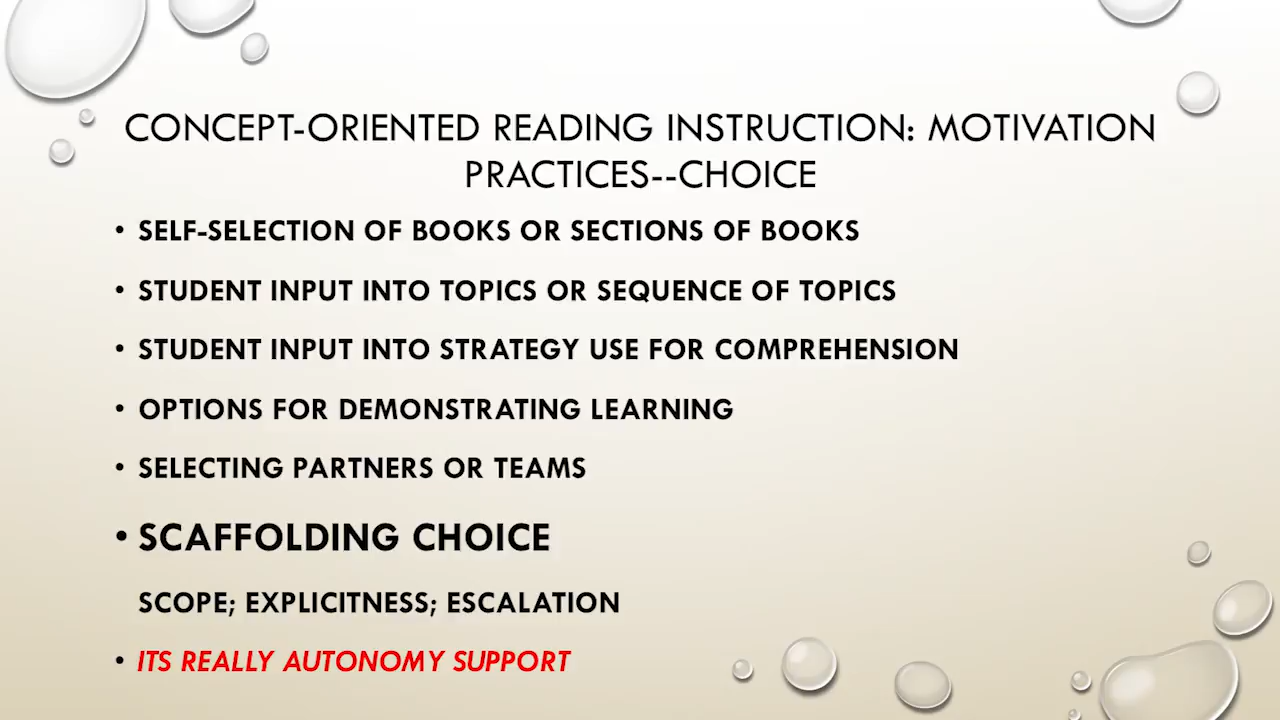 CONCEPT-ORIENTED READING INSTRUCTION: MOTIVATION
PRACTICES--CHOICE
• SELF-SELECTION OF BOOKS OR SECTIONS OF BOOKS
• STUDENT INPUT INTO TOPICS OR SEQUENCE OF TOPICS
• STUDENT INPUT INTO STRATEGY USE FOR COMPREHENSION
• OPTIONS FOR DEMONSTRATING LEARNING
• SELECTING PARTNERS OR TEAMS
• SCAFFOLDING CHOICE
SCOPE; EXPLICITNESS; ESCALATION
• ITS REALLY AUTONOMY SUPPORT